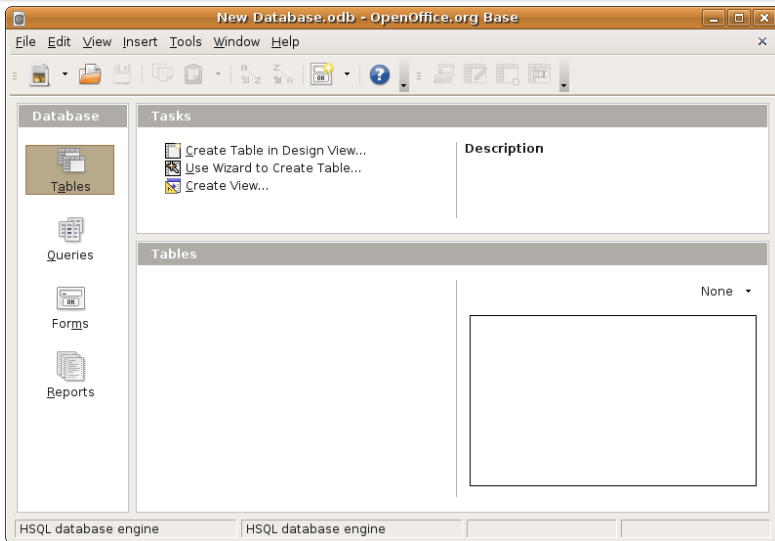 New Database.odb - OpenOffice.org Base
File Edit View Insert Tools Window Help
Database
Tables
Queries
Forms
Reports
Tasks
Create Table in Design View...
Use Wizard to Create Table...
Create View...
Description
Tables
None
HSQL database engine
HSQL database engine